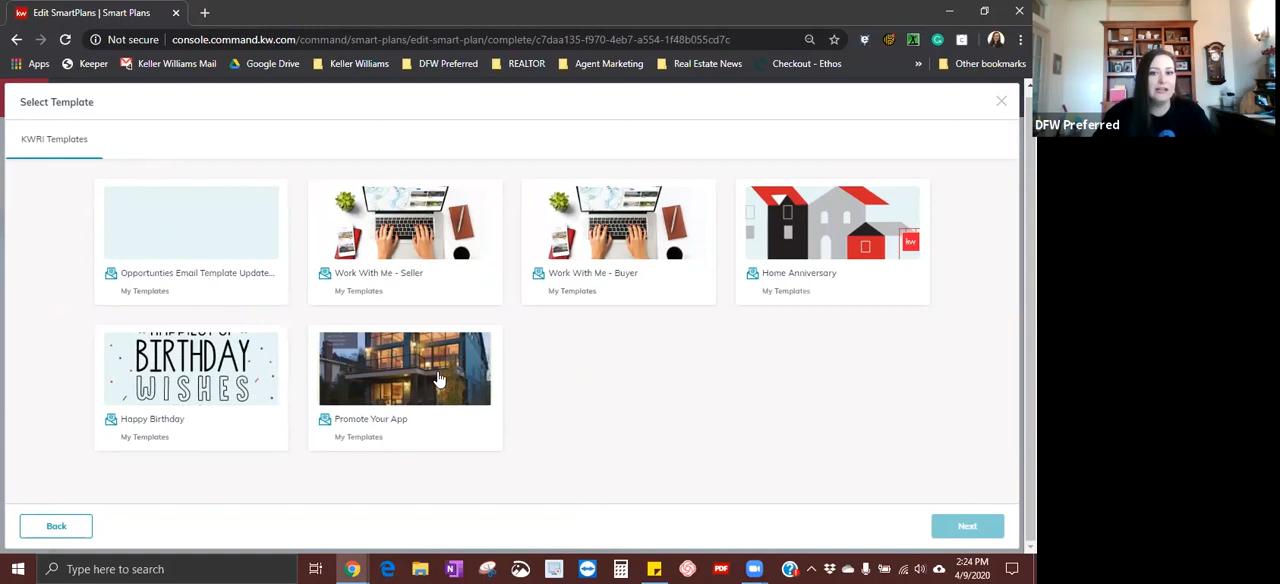 kw Edit SmartPlans | Smart Plans
Not secure console.command.kw.com/command/smart-plans/edit-smart-plan/complete/c7daa135-f970-4eb7-a554-1f48b055cd7c
Apps Keeper Keller Williams Mail Google Drive Keller Williams DFW Preferred REALTOR Agent Marketing Real Estate News Checkout - Ethos » Other bookmarks
DFW Preferred
Select Template
KWRI Templates
kw
Opportunties Email Template Update...
My Templates
Work With Me - Seller
My Templates
Work With Me - Buyer
My Templates
Home Anniversary
My Templates
BIRTHDAY
WISHES
Happy Birthday
My Templates
Promote Your App
My Templates
Back
Next
Type here to search
PDF
2:24 PM
4/9/2020